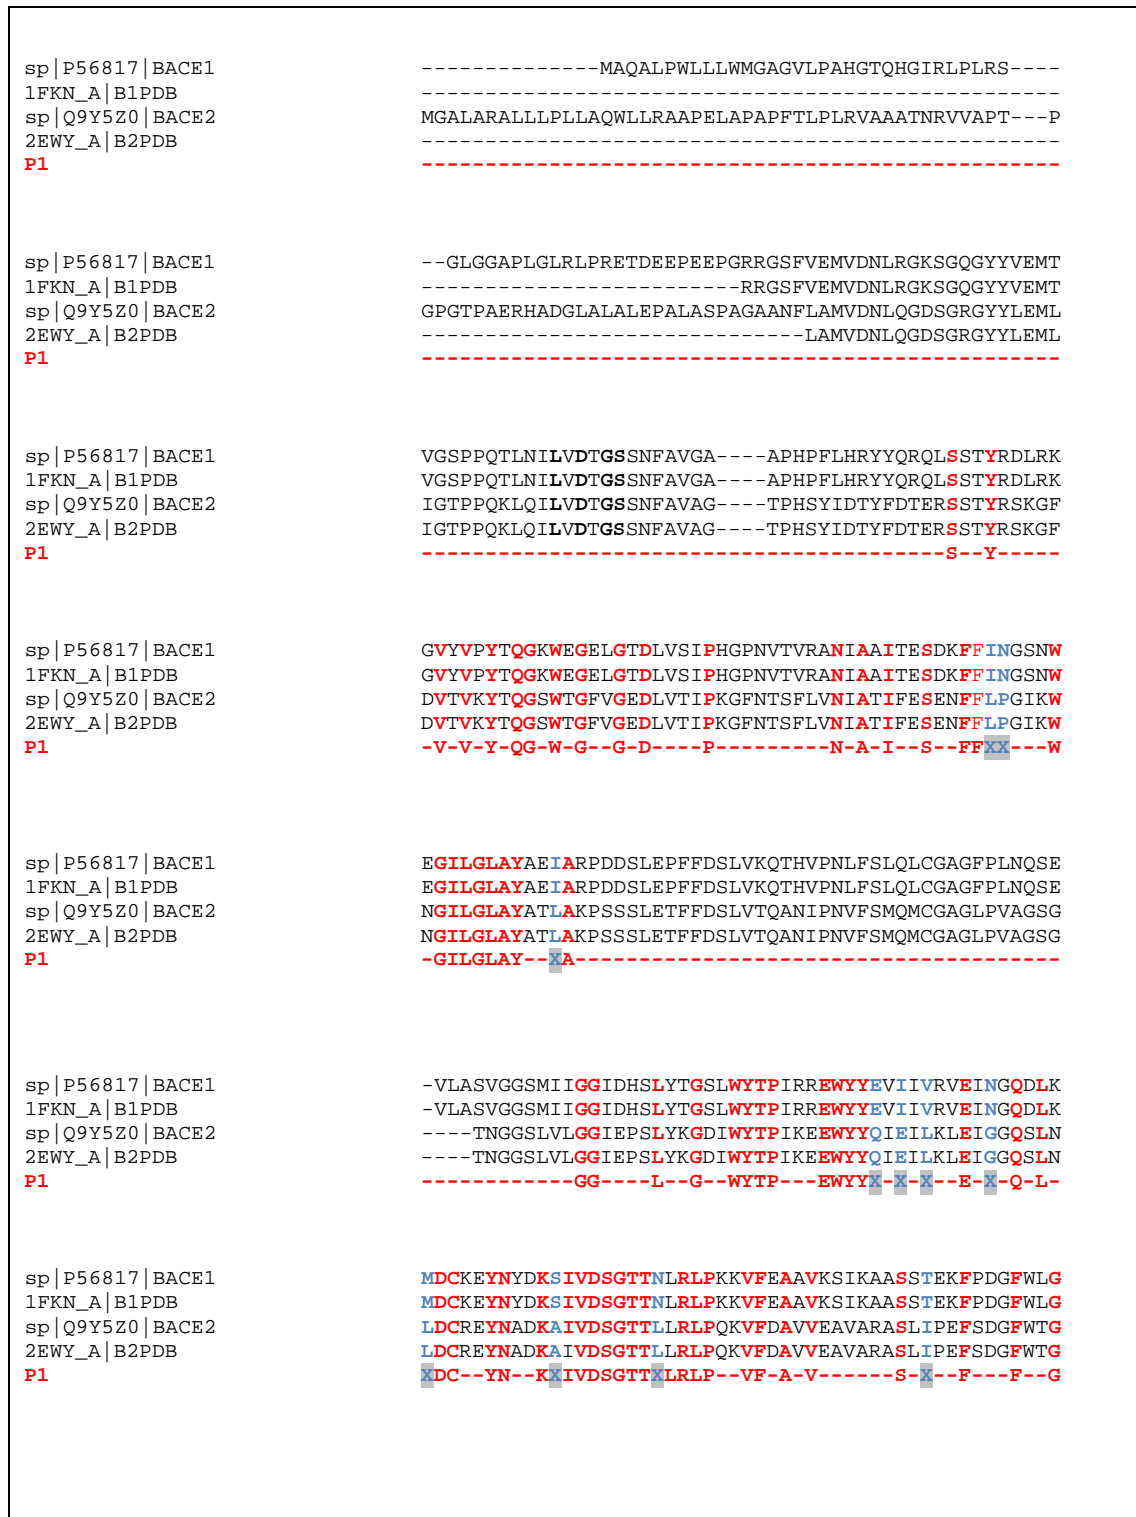 sp|P56817|BACE1 --------------MAQALPWLLLWMGAGVLPAHGTQHGIRLPLRS----
1FKN_A|B1PDB --------------------------------------------------
sp|Q9Y5Z0|BACE2 MGALARALLLPLLAQWLLRAAPELAPAPFTLPLRVAAATNRVVAPT---P
2EWY_A|B2PDB --------------------------------------------------
P1 --------------------------------------------------
sp|P56817|BACE1 --GLGGAPLGLRLPRETDEEPEEPGRRGSFVEMVDNLRGKSGQGYYVEMT
1FKN_A|B1PDB -------------------------RRGSFVEMVDNLRGKSGQGYYVEMT
sp|Q9Y5Z0|BACE2 GPGTPAERHADGLALALEPALASPAGAANFLAMVDNLQGDSGRGYYLEML
2EWY_A|B2PDB ------------------------------LAMVDNLQGDSGRGYYLEML
P1 --------------------------------------------------
sp|P56817|BACE1 VGSPPQTLNILVDTGSSNFAVGA----APHPFLHRYYQRQLSSTYRDLRK
1FKN_A|B1PDB VGSPPQTLNILVDTGSSNFAVGA----APHPFLHRYYQRQLSSTYRDLRK
sp|Q9Y5Z0|BACE2 IGTPPQKLQILVDTGSSNFAVAG----TPHSYIDTYFDTERSSTYRSKGF
2EWY_A|B2PDB IGTPPQKLQILVDTGSSNFAVAG----TPHSYIDTYFDTERSSTYRSKGF
P1 -----------------------------------------S--Y-----
sp|P56817|BACE1 GVYVPYTQGKWEGELGTDLVSIPHGPNVTVRANIAAITESDKFFINGSNW
1FKN_A|B1PDB GVYVPYTQGKWEGELGTDLVSIPHGPNVTVRANIAAITESDKFFINGSNW
sp|Q9Y5Z0|BACE2 DVTVKYTQGSWTGFVGEDLVTIPKGFNTSFLVNIATIFESENFFLPGIKW
2EWY_A|B2PDB DVTVKYTQGSWTGFVGEDLVTIPKGFNTSFLVNIATIFESENFFLPGIKW
P1 -V-V-Y-QG-W-G--G-D----P---------N-A-I--S--FFXX---W
sp|P56817|BACE1 EGILGLAYAEIARPDDSLEPFFDSLVKQTHVPNLFSLQLCGAGFPLNQSE
1FKN_A|B1PDB EGILGLAYAEIARPDDSLEPFFDSLVKQTHVPNLFSLQLCGAGFPLNQSE
sp|Q9Y5Z0|BACE2 NGILGLAYATLAKPSSSLETFFDSLVTQANIPNVFSMQMCGAGLPVAGSG
2EWY_A|B2PDB NGILGLAYATLAKPSSSLETFFDSLVTQANIPNVFSMQMCGAGLPVAGSG
P1 -GILGLAY--XA--------------------------------------
sp|P56817|BACE1 -VLASVGGSMIIGGIDHSLYTGSLWYTPIRREWYYEVIIVRVEINGQDLK
1FKN_A|B1PDB -VLASVGGSMIIGGIDHSLYTGSLWYTPIRREWYYEVIIVRVEINGQDLK
sp|Q9Y5Z0|BACE2 ----TNGGSLVLGGIEPSLYKGDIWYTPIKEEWYYQIEILKLEIGGQSLN
2EWY_A|B2PDB ----TNGGSLVLGGIEPSLYKGDIWYTPIKEEWYYQIEILKLEIGGQSLN
P1 ------------GG----L--G--WYTP---EWYYX-X-X--E-X-Q-L-
sp|P56817|BACE1 MDCKEYNYDKSIVDSGTTNLRLPKKVFEAAVKSIKAASSTEKFPDGFWLG
1FKN_A|B1PDB MDCKEYNYDKSIVDSGTTNLRLPKKVFEAAVKSIKAASSTEKFPDGFWLG
sp|Q9Y5Z0|BACE2 LDCREYNADKAIVDSGTTLLRLPQKVFDAVVEAVARASLIPEFSDGFWTG
2EWY_A|B2PDB LDCREYNADKAIVDSGTTLLRLPQKVFDAVVEAVARASLIPEFSDGFWTG
P1 XDC--YN--KXIVDSGTTXLRLP--VF-A-V------S-X--F---F--G